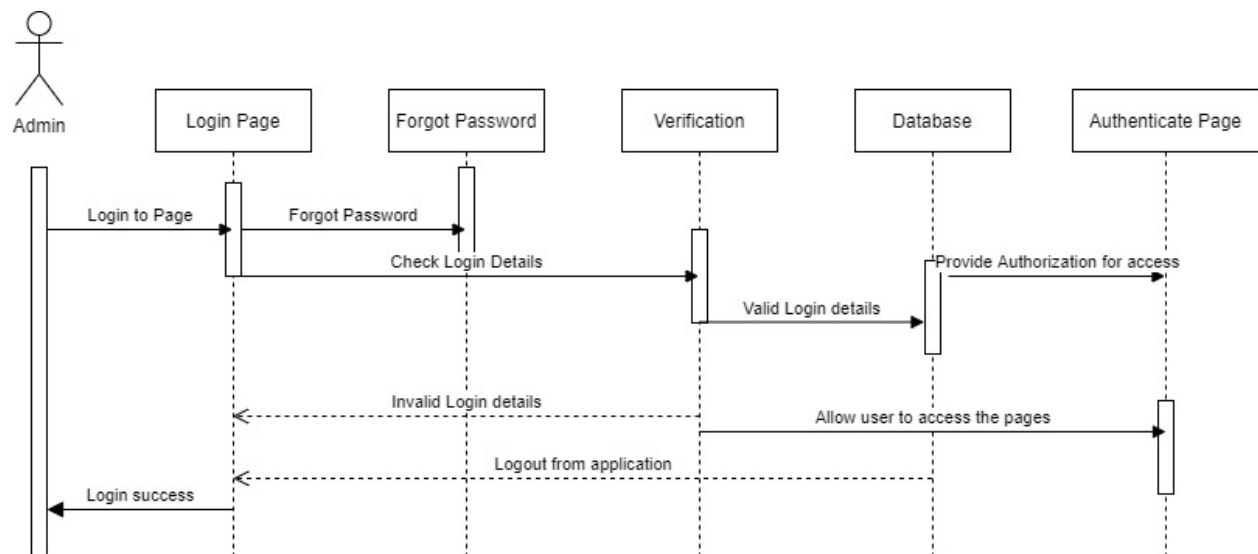 Admin
Login Page
Forgot Password
Verification
Database
Authenticate Page
Login to Page
Forgot Password
Check Login Details
Provide Authorization for access
Valid Login details
Invalid Login details
Allow user to access the pages
Logout from application
Login success